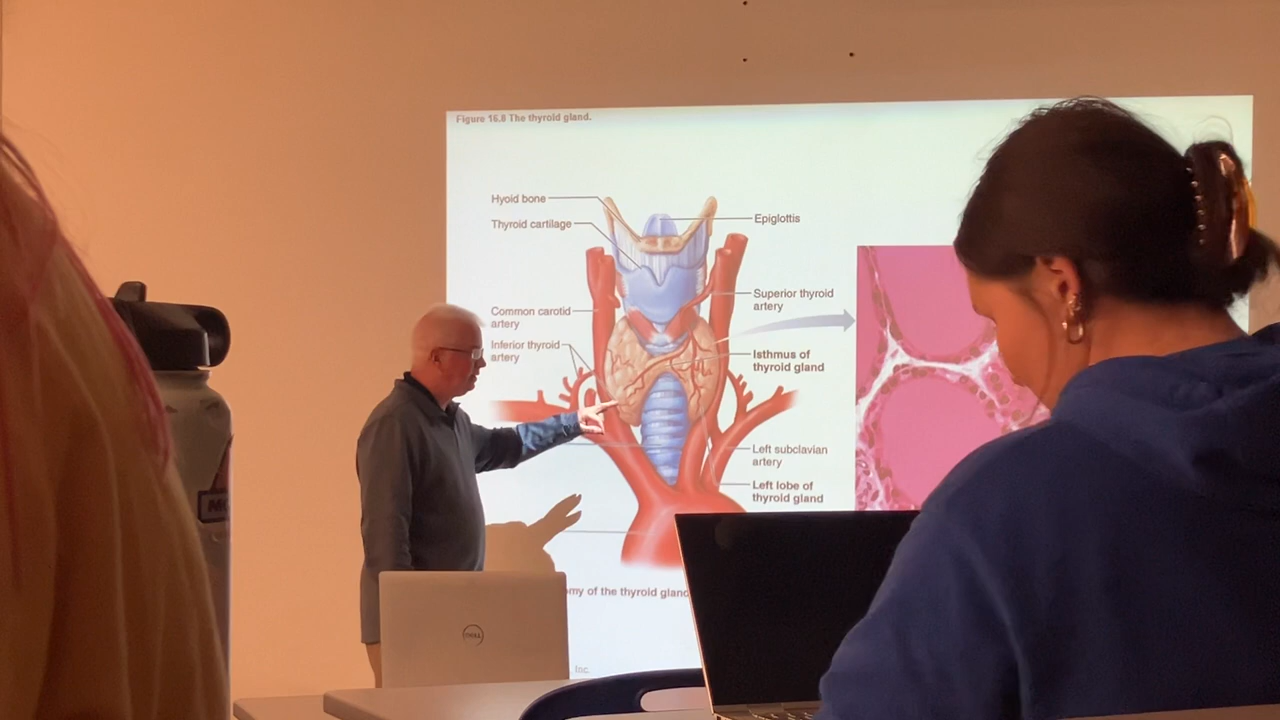 Figure 16.8 The thyroid gland.
Hyoid bone
Thyroid cartilage
Epiglottis
Common carotid
artery
Inferior thyroid
artery
Superior thyroid
artery
Isthmus of
thyroid gland
Left subclavian
artery
Left lobe of
thyroid gland
omy of the thyroid gland
Inc.
DELL